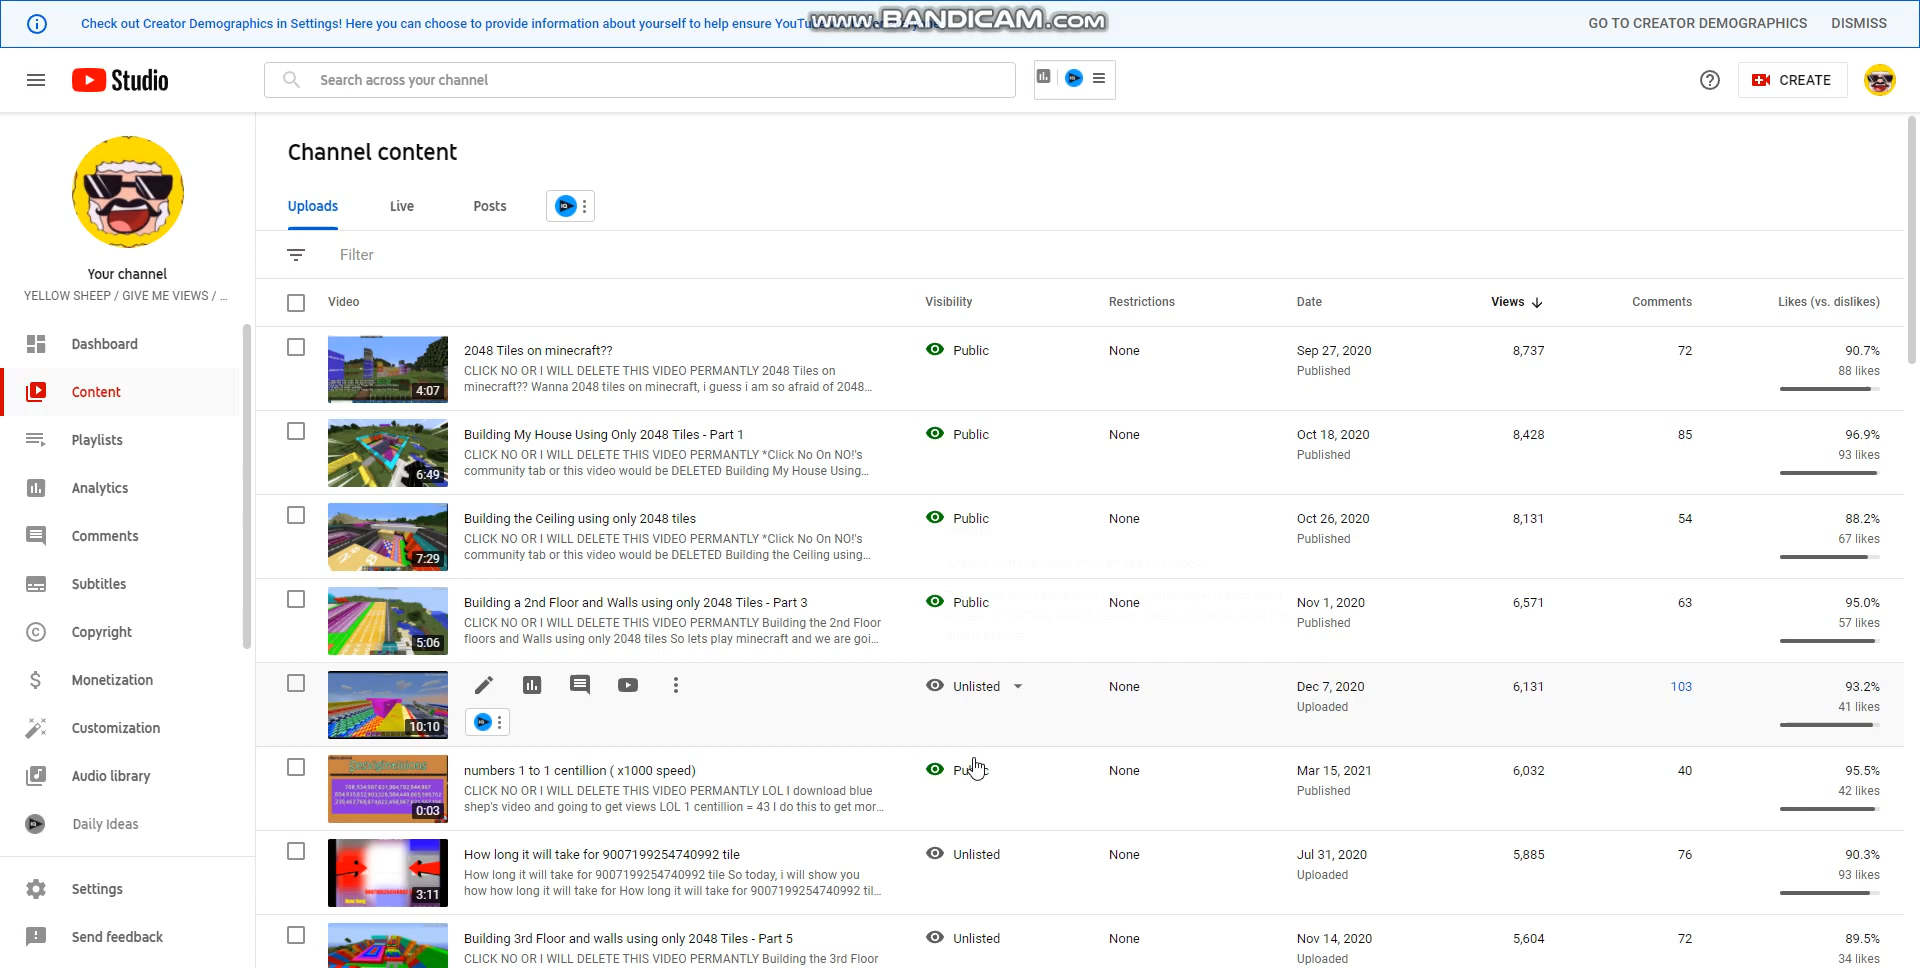 Check out Creator Demographics in Settings! Here you can choose to provide information about yourself to help ensure YouTu
www.BANDICAM.com
GO TO CREATOR DEMOGRAPHICS
DISMISS
Studio
Search across your channel
CREATE
Your channel
YELLOW SHEEP / GIVE ME VIEWS / ...
Dashboard
Content
Playlists
Analytics
Comments
Subtitles
Copyright
Monetization
Customization
Audio library
Daily Ideas
Settings
Send feedback
Channel content
Uploads Live Posts
Filter
Video Visibility Restrictions Date Views Comments Likes (vs. dislikes)
2048 Tiles on minecraft?? Public None Sep 27, 2020 8,737 72 90.7%
CLICK NO OR I WILL DELETE THIS VIDEO PERMANTLY 2048 Tiles on Published 88 likes
minecraft?? Wanna 2048 tiles on minecraft, i guess i am so afraid of 2048...
4:07
Building My House Using Only 2048 Tiles - Part 1 Public None Oct 18, 2020 8,428 85 96.9%
CLICK NO OR I WILL DELETE THIS VIDEO PERMANTLY *Click No On NO!'s Published 93 likes
community tab or this video would be DELETED Building My House Using...
6:49
Building the Ceiling using only 2048 tiles Public None Oct 26, 2020 8,131 54 88.2%
CLICK NO OR I WILL DELETE THIS VIDEO PERMANTLY *Click No On NO!'s Published 67 likes
community tab or this video would be DELETED Building the Ceiling using...
7:29
Building a 2nd Floor and Walls using only 2048 Tiles - Part 3 Public None Nov 1, 2020 6,571 63 95.0%
CLICK NO OR I WILL DELETE THIS VIDEO PERMANTLY Building the 2nd Floor Published 57 likes
floors and Walls using only 2048 tiles So lets play minecraft and we are goi...
5:06
Unlisted None Dec 7, 2020 6,131 103 93.2%
Uploaded 41 likes
10:10
numbers 1 to 1 centillion ( x1000 speed) Public None Mar 15, 2021 6,032 40 95.5%
CLICK NO OR I WILL DELETE THIS VIDEO PERMANTLY LOL I download blue Published 42 likes
shep's video and going to get views LOL 1 centillion = 43 I do this to get mor...
0:03
How long it will take for 9007199254740992 tile Unlisted None Jul 31, 2020 5,885 76 90.3%
How long it will take for 9007199254740992 tile So today, i will show you Uploaded 93 likes
how how long it will take for How long it will take for 9007199254740992 til...
3:11
Building 3rd Floor and walls using only 2048 Tiles - Part 5 Unlisted None Nov 14, 2020 5,604 72 89.5%
CLICK NO OR I WILL DELETE THIS VIDEO PERMANTLY Building the 3rd Floor Uploaded 34 likes